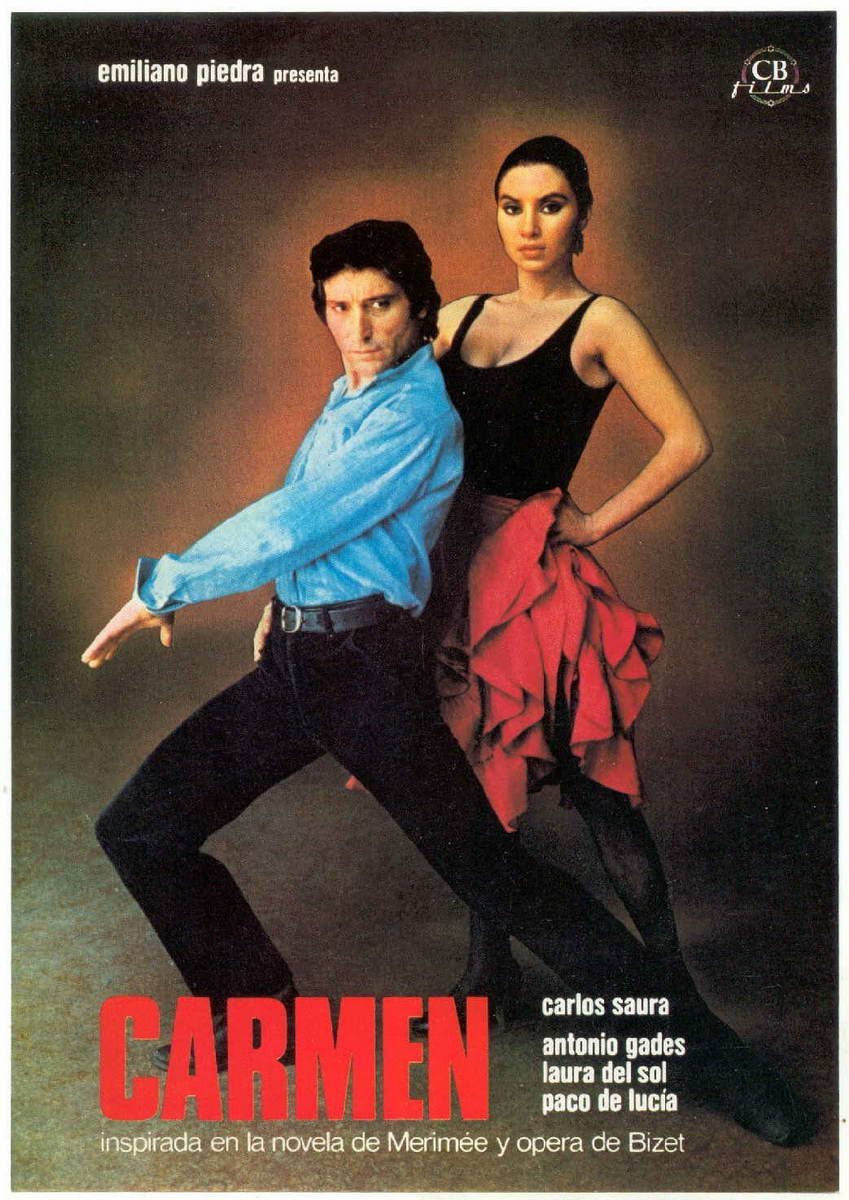 emiliano piedra presenta
CB
films
CARMEN
carlos saura
antonio gades
laura del sol
paco de lucía
inspirada en la novela de Merimée y opera de Bizet